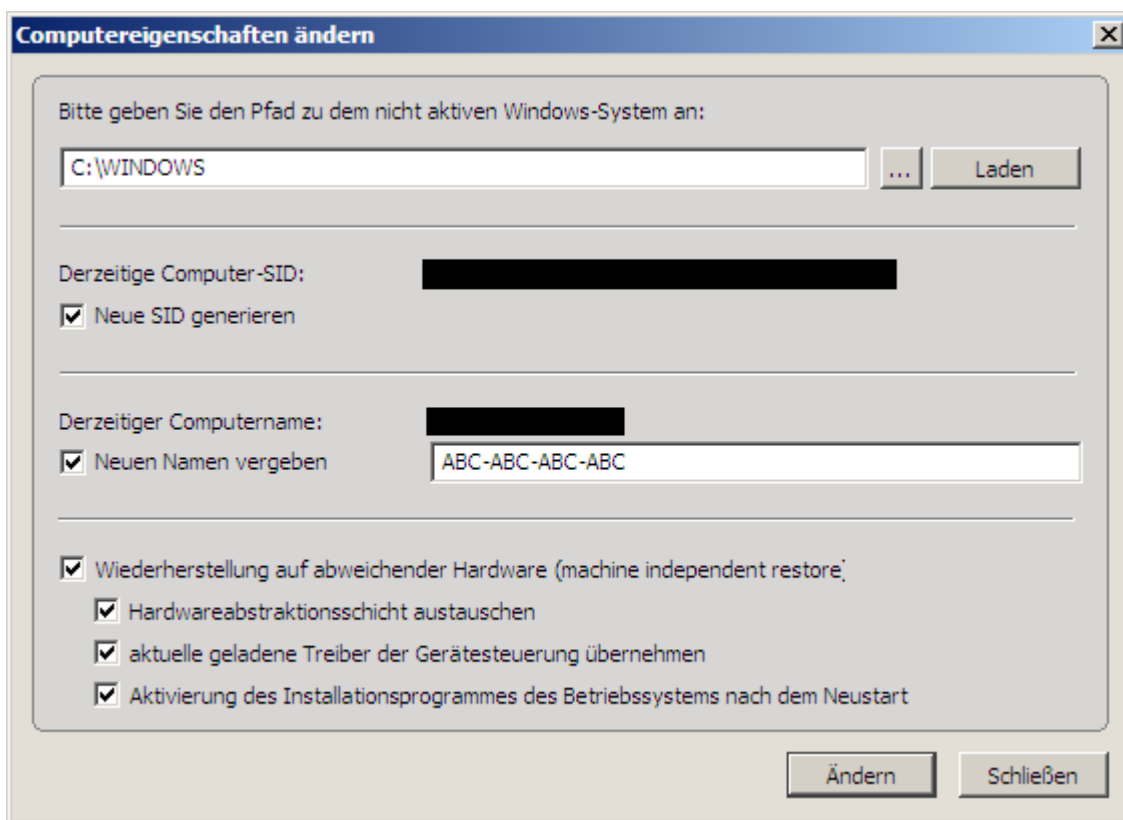 Computereigenschaften ändern
Bitte geben Sie den Pfad zu dem nicht aktiven Windows-System an:
C:\WINDOWS
...
Laden
Derzeitige Computer-SID:
Neue SID generieren
Derzeitiger Computername:
Neuen Namen vergeben
ABC-ABC-ABC-ABC
Wiederherstellung auf abweichender Hardware (machine independent restore)
Hardwareabstraktionsschicht austauschen
aktuelle geladene Treiber der Gerätesteuerung übernehmen
Aktivierung des Installationsprogrammes des Betriebssystems nach dem Neustart
Ändern
Schließen